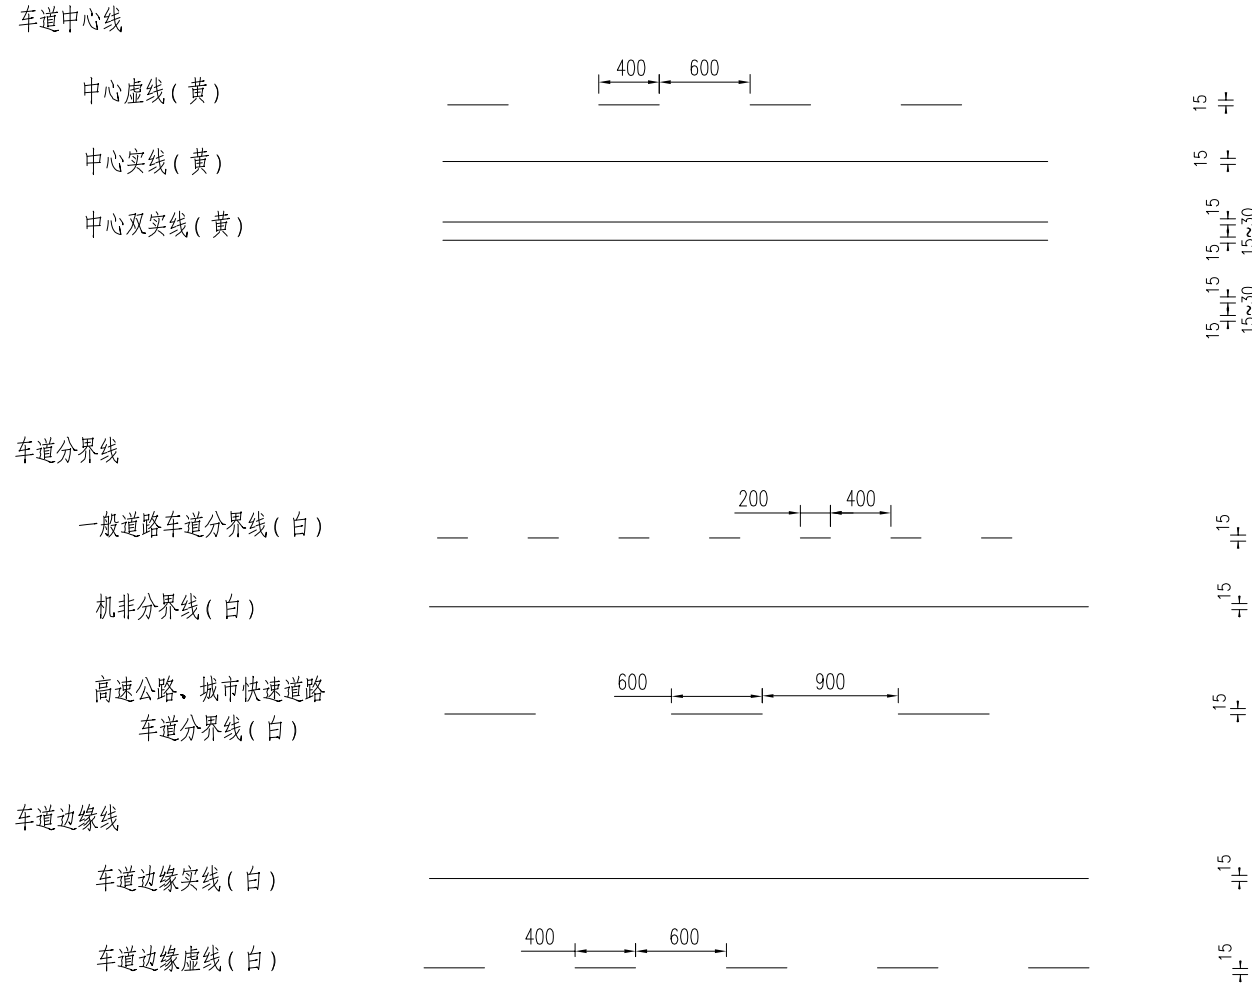 车道中心线
中心虚线(黄)
400
600
15
中心实线(黄)
15
中心双实线(黄)
15
15~30
15
15
15~30
15
车道分界线
一般道路车道分界线(白)
200
400
15
机非分界线(白)
15
高速公路、城市快速道路
车道分界线(白)
600
900
15
车道边缘线
车道边缘实线(白)
15
车道边缘虚线(白)
400
600
15